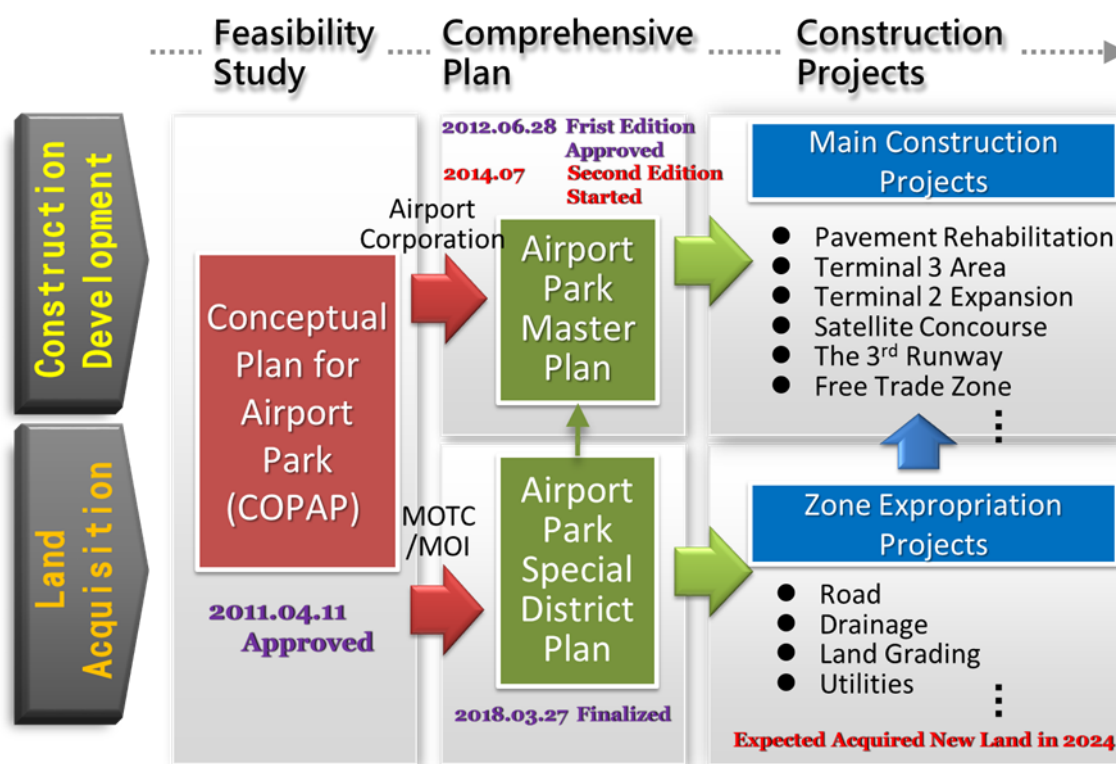 Feasibility
Study
Comprehensive
Plan
Construction
Projects
Construction
Development
Land
Acquisition
Conceptual
Plan for
Airport
Park
(COPAP)
2011.04.11
Approved
Airport
Corporation
MOTC
/MOI
2012.06.28 Frist Edition
Approved
2014.07 Second Edition
Started
Airport
Park
Master
Plan
Airport
Park
Special
District
Plan
2018.03.27 Finalized
Main Construction
Projects
● Pavement Rehabilitation
● Terminal 3 Area
● Terminal 2 Expansion
● Satellite Concourse
● The 3rd Runway
● Free Trade Zone
⋮
Zone Expropriation
Projects
● Road
● Drainage
● Land Grading
● Utilities
⋮
Expected Acquired New Land in 2024